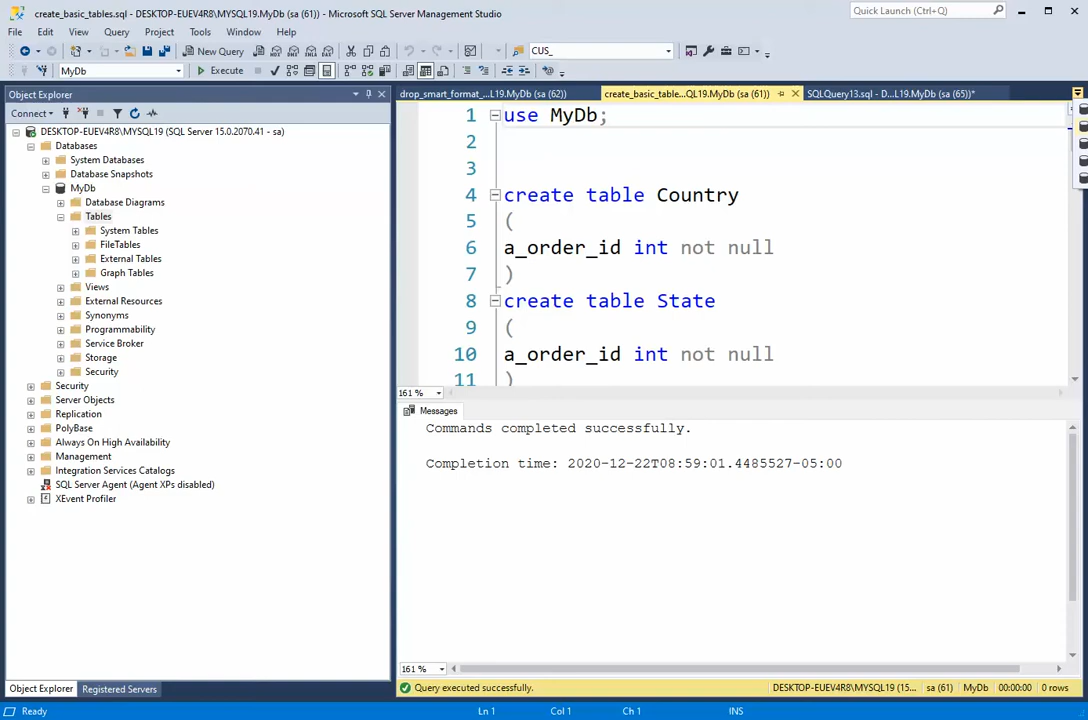 create_basic_tables.sql - DESKTOP-EUEV4R8\MYSQL19.MyDb (sa (61)) - Microsoft SQL Server Management Studio
Quick Launch (Ctrl+Q)
File Edit View Query Project Tools Window Help
New Query
MDX DMX XMLA DAX
CUS_
MyDb
Execute
Object Explorer
drop_smart_format_...L19.MyDb (sa (62))
create_basic_table...QL19.MyDb (sa (61))
SQLQuery13.sql - D...L19.MyDb (sa (65))*
Connect
DESKTOP-EUEV4R8\MYSQL19 (SQL Server 15.0.2070.41 - sa)
Databases
System Databases
Database Snapshots
MyDb
Database Diagrams
Tables
System Tables
FileTables
External Tables
Graph Tables
Views
External Resources
Synonyms
Programmability
Service Broker
Storage
Security
Security
Server Objects
Replication
PolyBase
Always On High Availability
Management
Integration Services Catalogs
SQL Server Agent (Agent XPs disabled)
XEvent Profiler
1 use MyDb;
2
3
4 create table Country
5 (
6 a_order_id int not null
7 )
8 create table State
9 (
10 a_order_id int not null
11 )
161 %
Messages
Commands completed successfully.
Completion time: 2020-12-22T08:59:01.4485527-05:00
161 %
Object Explorer Registered Servers
Query executed successfully.
DESKTOP-EUEV4R8\MYSQL19 (15... sa (61) MyDb 00:00:00 0 rows
Ready
Ln 1 Col 1 Ch 1 INS